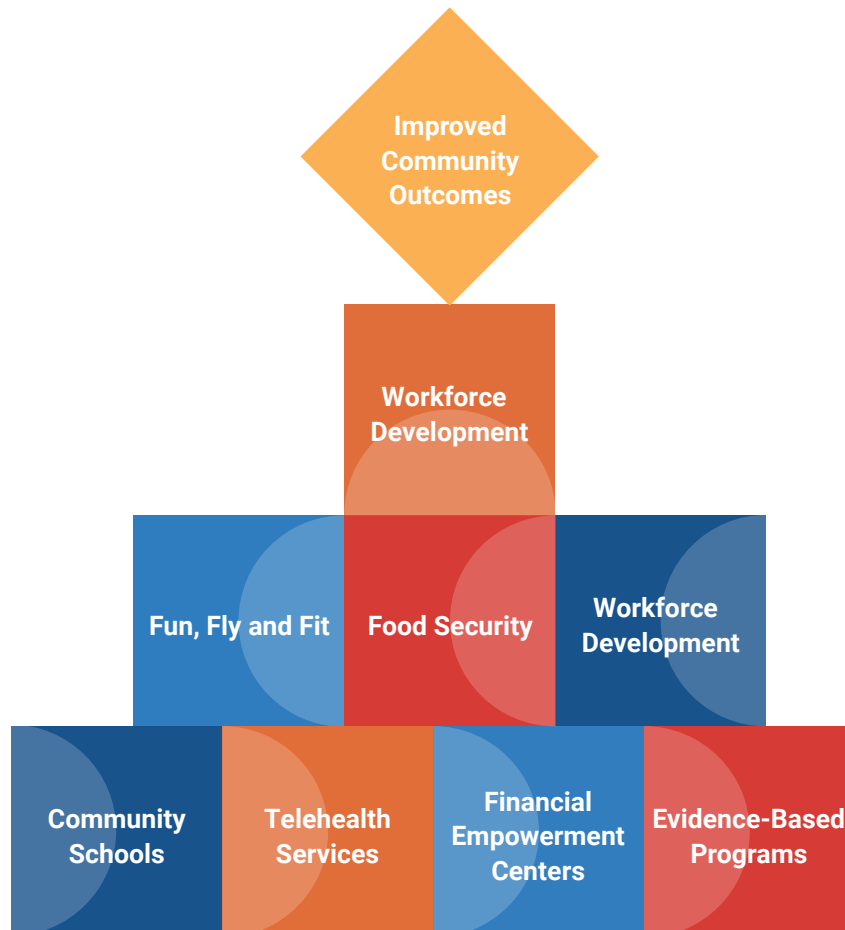 Improved
Community
Outcomes
Workforce
Development
Fun, Fly and Fit
Food Security
Workforce
Development
Community
Schools
Telehealth
Services
Financial
Empowerment
Centers
Evidence-Based
Programs